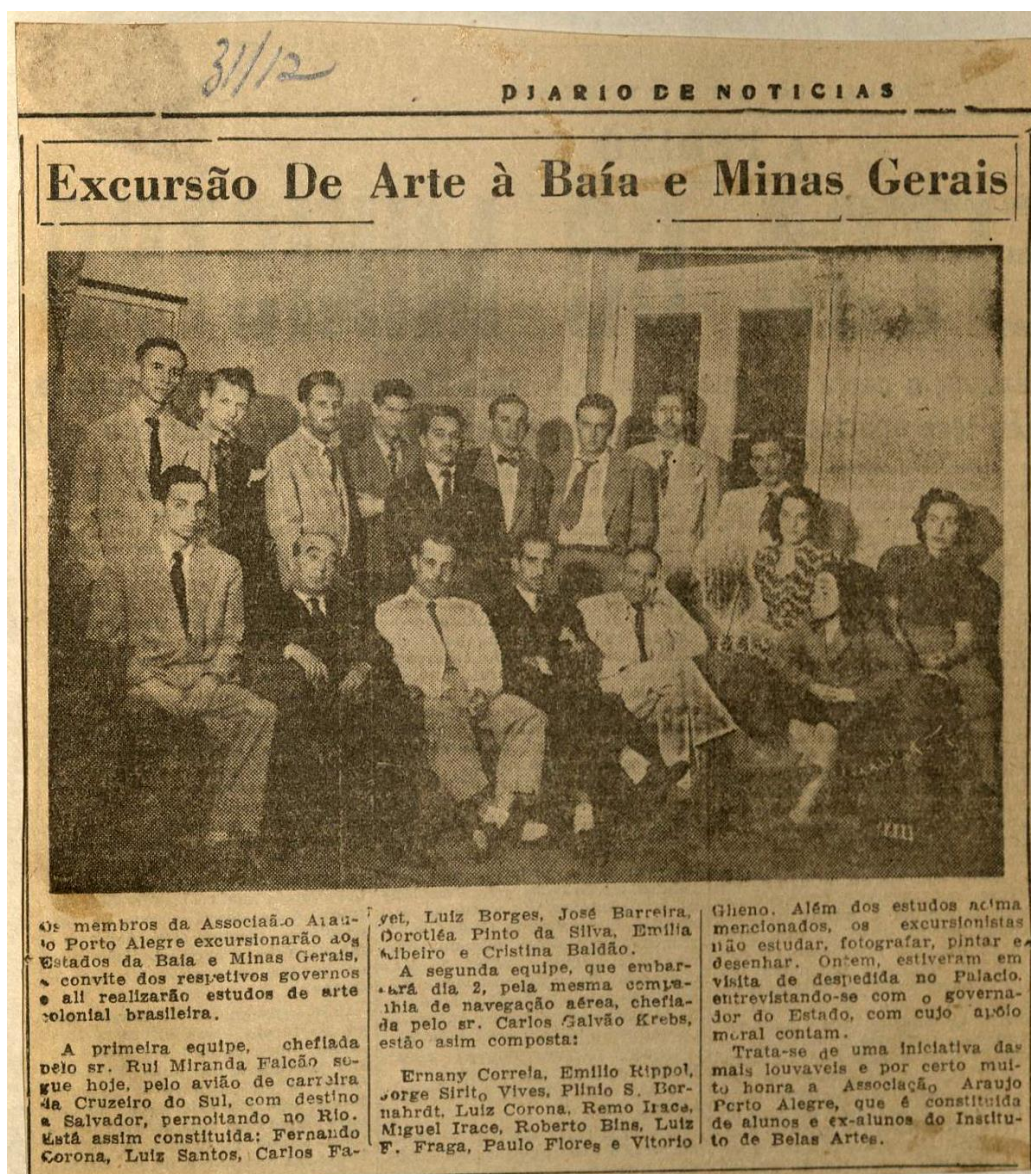 31/12
DIARIO DE NOTICIAS
Excursão De Arte à Baía e Minas Gerais
Os membros da Associaão Arau-
jo Porto Alegre excursionarão aos
Estados da Baia e Minas Gerais,
a convite dos respetivos governos
e ali realizarão estudos de arte
colonial brasileira.
A primeira equipe, chefiada
pelo sr. Rui Miranda Falcão se-
gue hoje, pelo avião de carreira
da Cruzeiro do Sul, com destino
a Salvador, pernoitando no Rio.
Está assim constituida: Fernando
Corona, Luiz Santos, Carlos Fa-
yet, Luiz Borges, José Barreira,
Dorotléa Pinto da Silva, Emilia
Ribeiro e Cristina Baldão.
A segunda equipe, que embar-
cará dia 2, pela mesma compa-
nhia de navegação aérea, chefia-
da pelo sr. Carlos Galvão Krebs,
estão asim composta:
Ernany Correia, Emilio Rippol,
Jorge Sirito Vives, Plinio S. Ber-
nahrdt, Luiz Corona, Remo Irace,
Miguel Irace, Roberto Bins, Luiz
F. Fraga, Paulo Flores e Vitorio
Gheno. Além dos estudos acima
mencionados, os excursionistas
não estudar, fotografar, pintar e
desenhar. Ontem, estiveram em
visita de despedida no Palacio,
entrevistando-se com o governa-
dor do Estado, com cujo apôio
moral contam.
Trata-se de uma iniciativa das
mais louvaveis e por certo mui-
to honra a Associação Araujo
Porto Alegre, que é constituida
de alunos e ex-alunos do Institu-
to de Belas Artes.